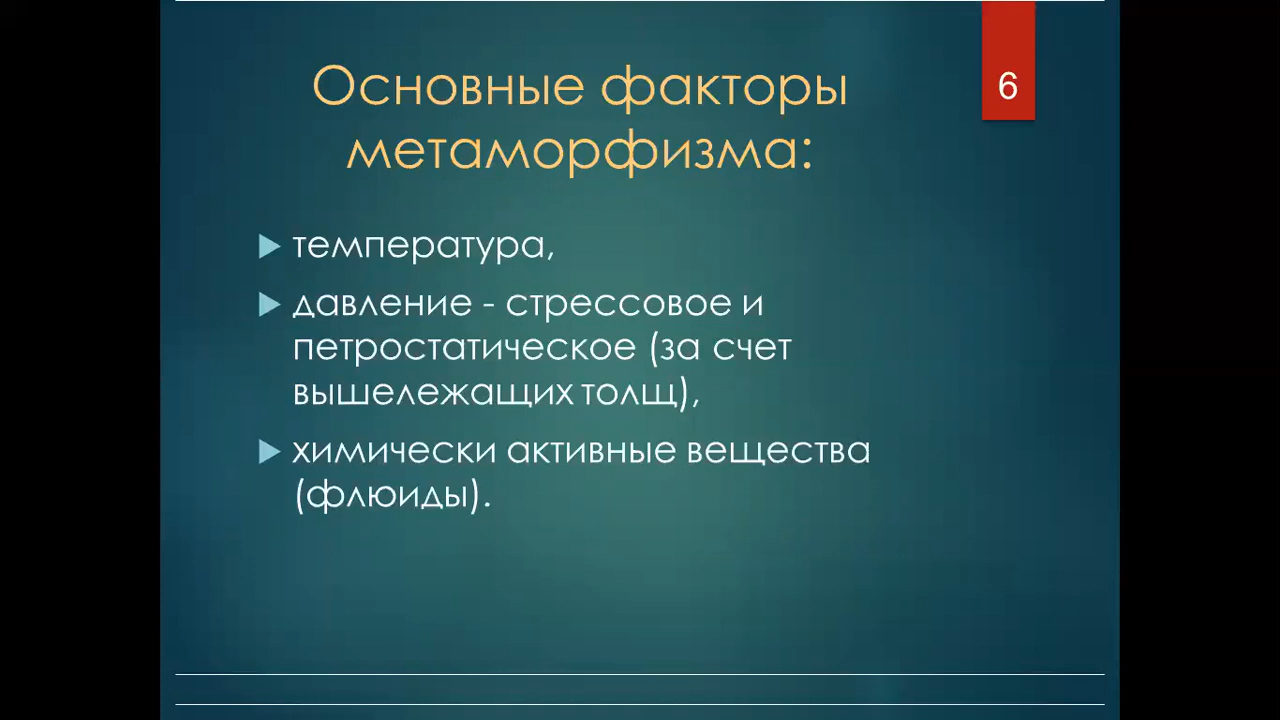 Основные факторы
метаморфизма:
6
температура,
давление - стрессовое и
петростатическое (за счет
вышележащих толщ),
химически активные вещества
(флюиды).